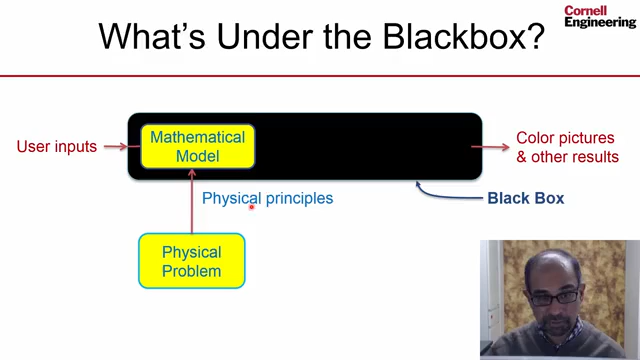 What's Under the Blackbox?
Cornell
Engineering
User inputs
Mathematical
Model
Color pictures
& other results
Physical principles
Black Box
Physical
Problem